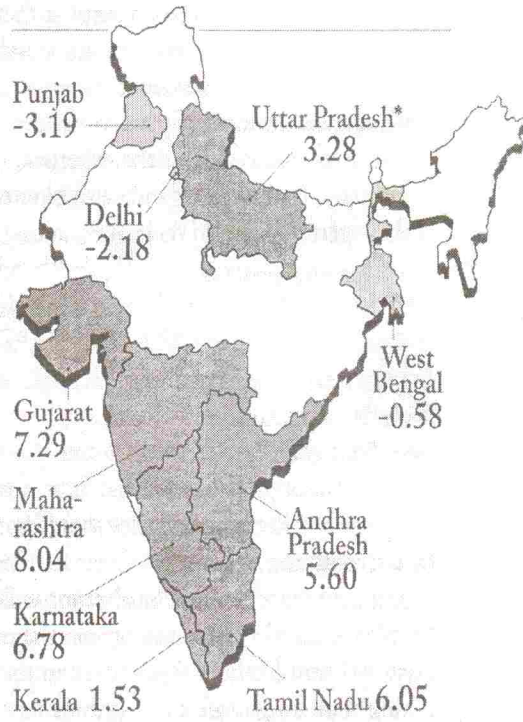 Punjab
-3.19
Uttar Pradesh*
3.28
Delhi
-2.18
West
Bengal
-0.58
Gujarat
7.29
Maha-
rashtra
8.04
Andhra
Pradesh
5.60
Karnataka
6.78
Kerala 1.53
Tamil Nadu 6.05